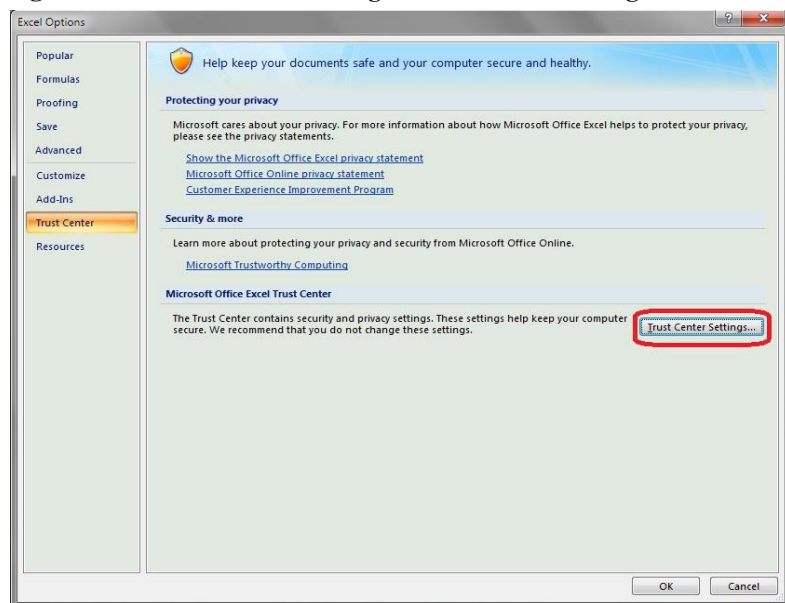 Excel Options
Popular
Formulas
Proofing
Save
Advanced
Customize
Add-Ins
Trust Center
Resources
Help keep your documents safe and your computer secure and healthy.
Protecting your privacy
Microsoft cares about your privacy. For more information about how Microsoft Office Excel helps to protect your privacy,
please see the privacy statements.
Show the Microsoft Office Excel privacy statement
Microsoft Office Online privacy statement
Customer Experience Improvement Program
Security & more
Learn more about protecting your privacy and security from Microsoft Office Online.
Microsoft Trustworthy Computing
Microsoft Office Excel Trust Center
The Trust Center contains security and privacy settings. These settings help keep your computer
secure. We recommend that you do not change these settings.
Trust Center Settings...
OK
Cancel